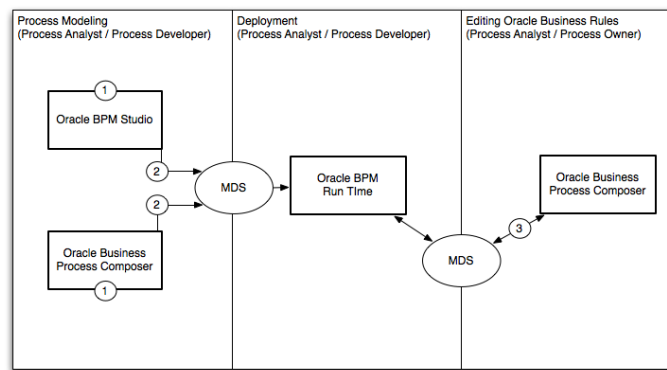 Process Modeling
(Process Analyst / Process Developer)
Deployment
(Process Analyst / Process Developer)
Editing Oracle Business Rules
(Process Analyst / Process Owner)
1
Oracle BPM Studio
2
MDS
2
Oracle Business
Process Composer
1
Oracle BPM
Run TIme
MDS
3
Oracle Business
Process Composer